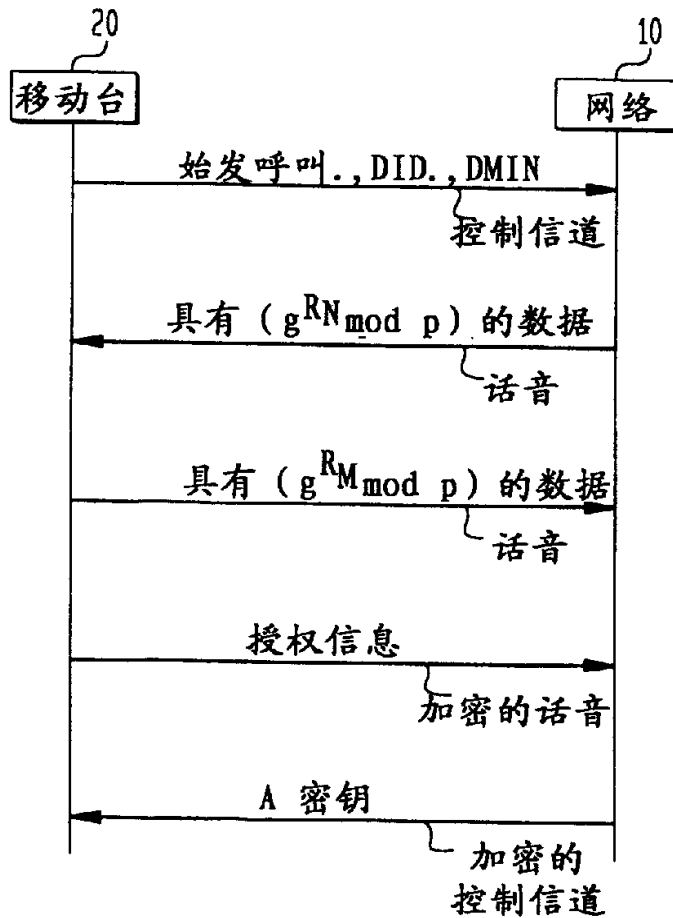 20
10
移动台
网络
始发呼叫.,DID.,DMIN
控制信道
具有(g^RN mod p)的数据
话音
具有(g^RM mod p)的数据
话音
授权信息
加密的话音
A 密钥
加密的
控制信道